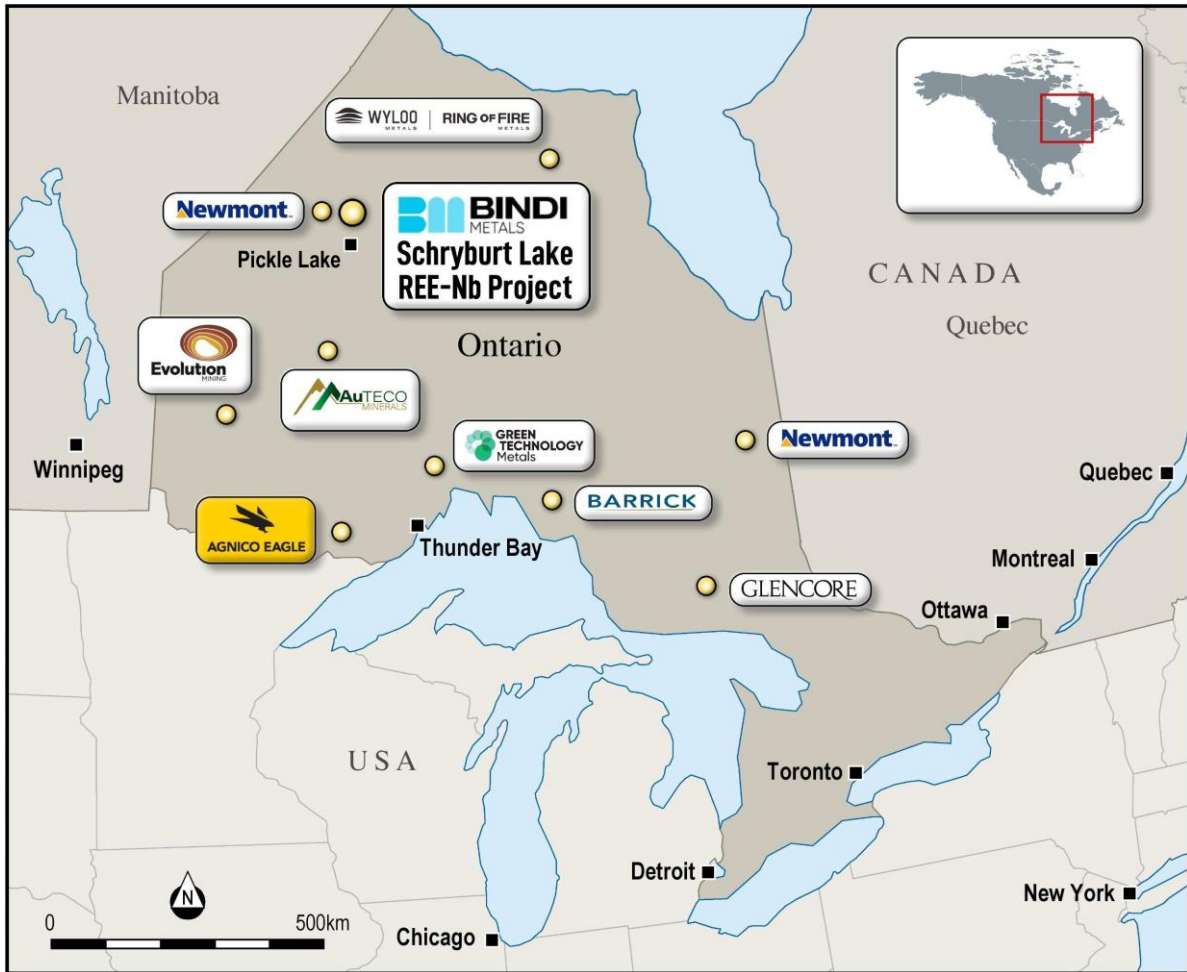 Manitoba
WYLOO
METALS
RING OF FIRE
METALS
Newmont™
Pickle Lake
BINDI
METALS
Schryburt Lake
REE-Nb Project
CANADA
Quebec
Ontario
Evolution
MINING
AuTECO
MINERALS
GREEN
TECHNOLOGY
Metals
Newmont™
Winnipeg
Quebec
BARRICK
AGNICO EAGLE
Thunder Bay
Montreal
GLENCORE
Ottawa
USA
Toronto
Detroit
New York
N
0
500km
Chicago